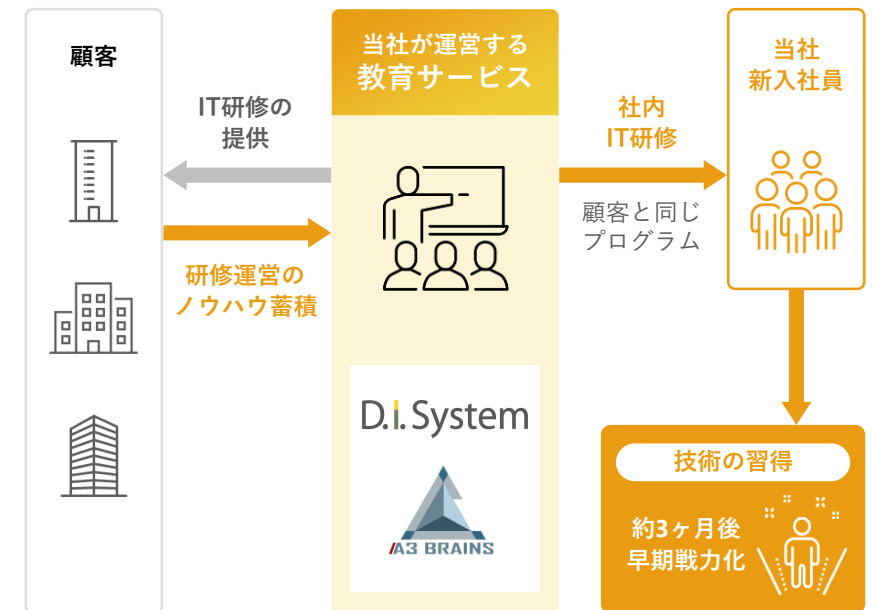 顧客
IT研修の
提供
研修運営の
ノウハウ蓄積
当社が運営する
教育サービス
D.i.System
A3 BRAINS
社内
IT研修
顧客と同じ
プログラム
当社
新入社員
技術の習得
約3ヶ月後
早期戦力化